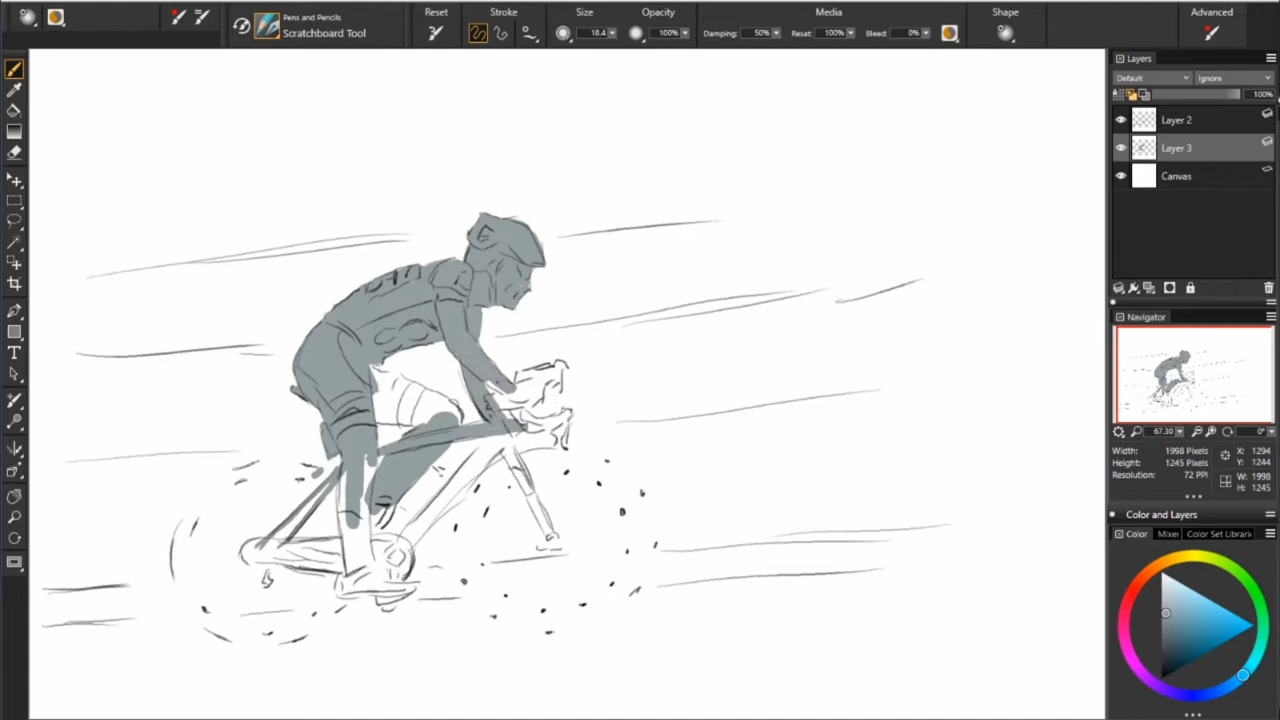 Pens and Pencils
Scratchboard Tool
Reset
Stroke
Size
18.4
Opacity
100%
Media
Damping: 50%
Resat: 100%
Bleed: 0%
Shape
Advanced
Layers
Default
Ignore
100%
Layer 2
Layer 3
Canvas
Navigator
67.30
0°
Width: 1998 Pixels
Height: 1245 Pixels
Resolution: 72 PPI
X: 1294
Y: 1244
W: 1998
H: 1245
Color and Layers
Color
Mixe
Color Set Librari
T